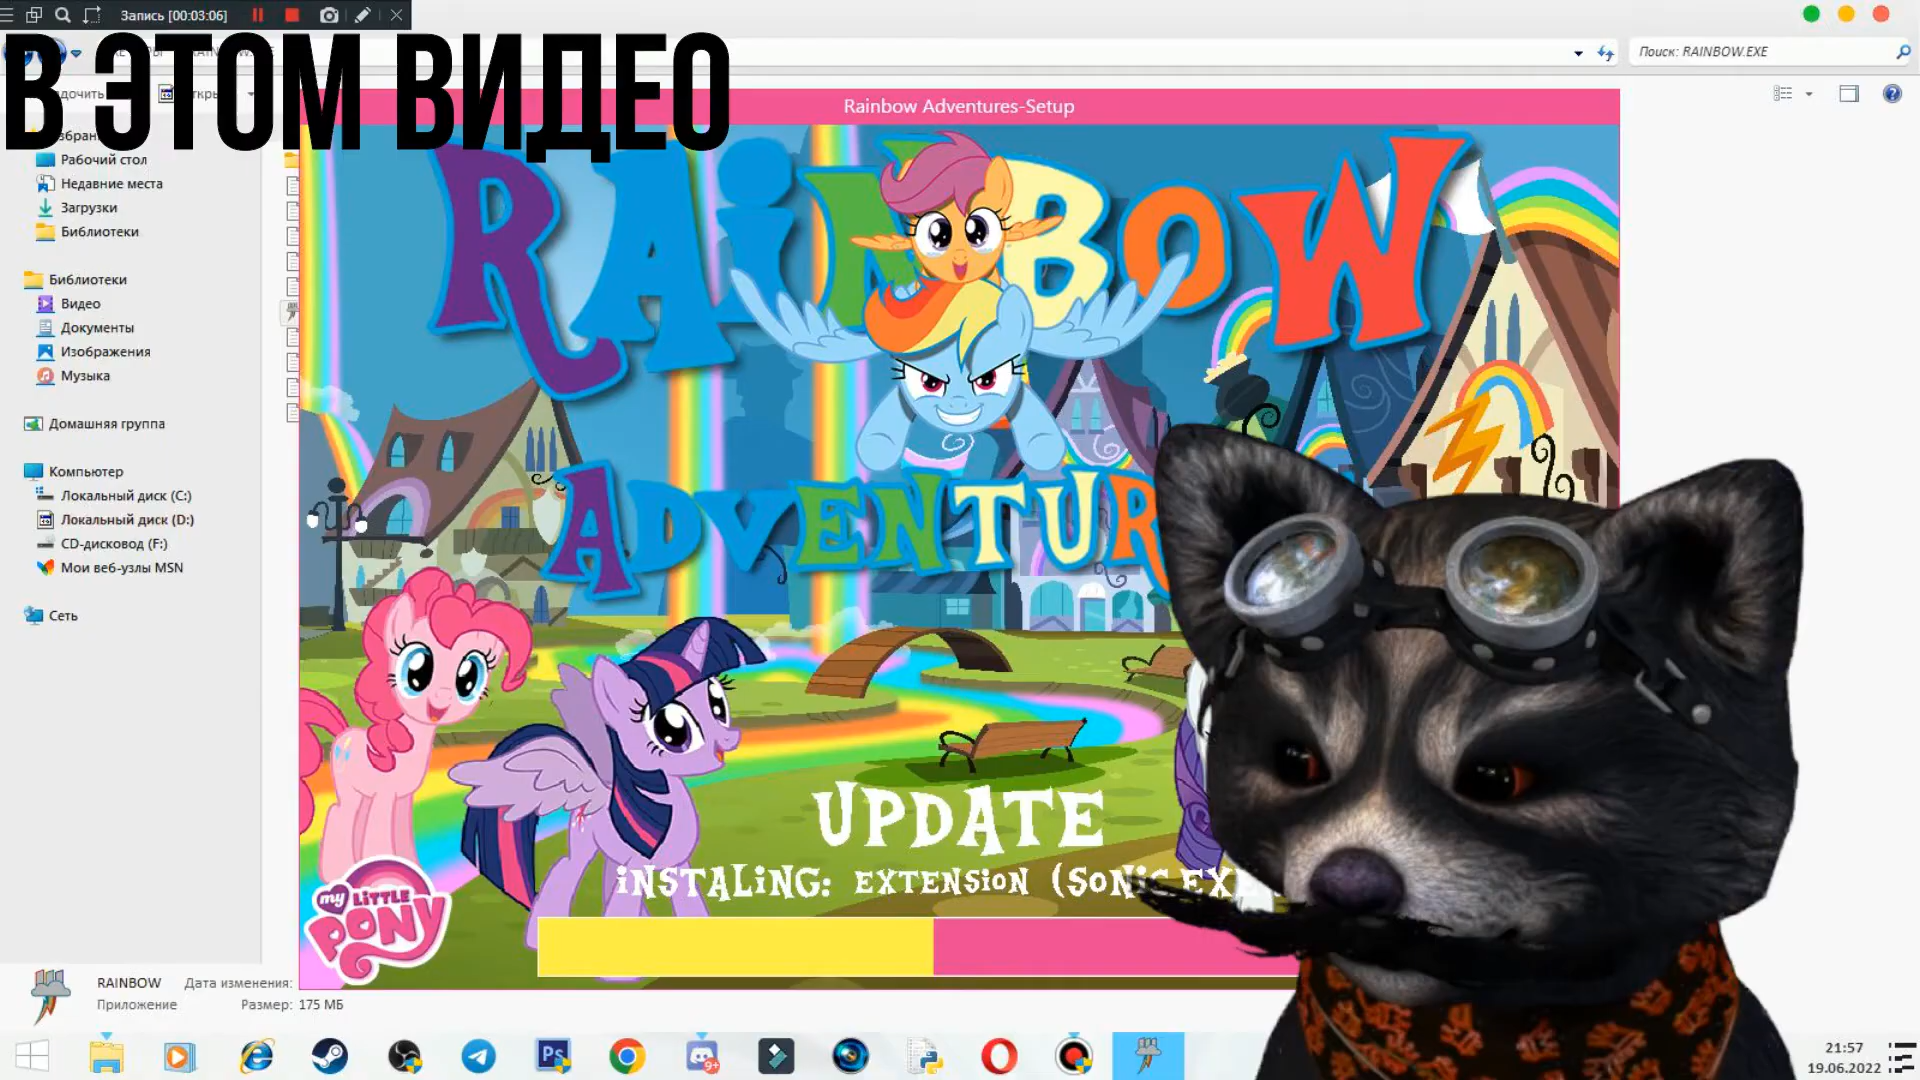 Запись [00:03:06]
В ЭТОМ ВИДЕО
Поиск: RAINBOW.EXE
Rainbow Adventures-Setup
Рабочий стол
Недавние места
Загрузки
Библиотеки
Библиотеки
Видео
Документы
Изображения
Музыка
Домашняя группа
Компьютер
Локальный диск (C:)
Локальный диск (D:)
CD-дисковод (F:)
Мои веб-узлы MSN
Сеть
RAiNBOW
ADVENTUR
UPDATE
iNSTALiNG: EXTENSiON (SONiC.EX
my LiTTLE
PONY
RAINBOW Дата изменения:
Приложение Размер: 175 МБ
Ps
9+
21:57
19.06.2022